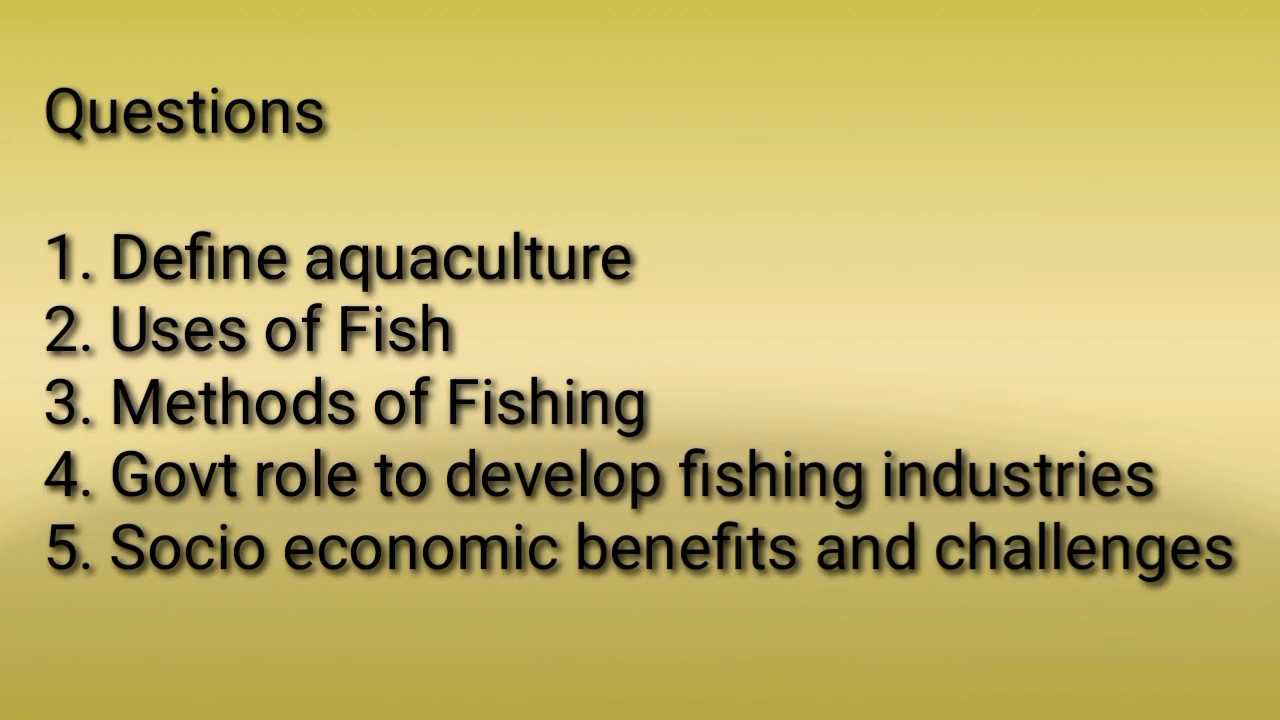 Questions
1. Define aquaculture
2. Uses of Fish
3. Methods of Fishing
4. Govt role to develop fishing industries
5. Socio economic benefits and challenges